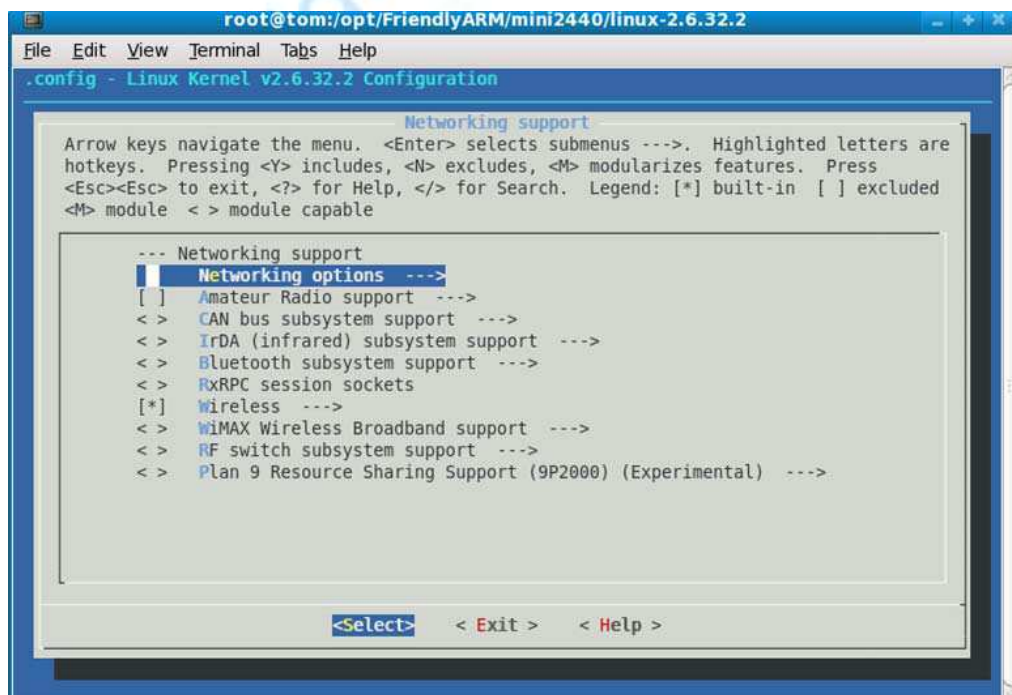 root@tom:/opt/FriendlyARM/mini2440/linux-2.6.32.2
File Edit View Terminal Tabs Help
.config - Linux Kernel v2.6.32.2 Configuration
Networking support
Arrow keys navigate the menu. <Enter> selects submenus --->. Highlighted letters are
hotkeys. Pressing <Y> includes, <N> excludes, <M> modularizes features. Press
<Esc><Esc> to exit, <?> for Help, </> for Search. Legend: [*] built-in [ ] excluded
<M> module < > module capable
--- Networking support
Networking options --->
[ ] Amateur Radio support --->
< > CAN bus subsystem support --->
< > IrDA (infrared) subsystem support --->
< > Bluetooth subsystem support --->
< > RxRPC session sockets
[*] Wireless --->
< > WiMAX Wireless Broadband support --->
< > RF switch subsystem support --->
< > Plan 9 Resource Sharing Support (9P2000) (Experimental) --->
<Select> < Exit > < Help >